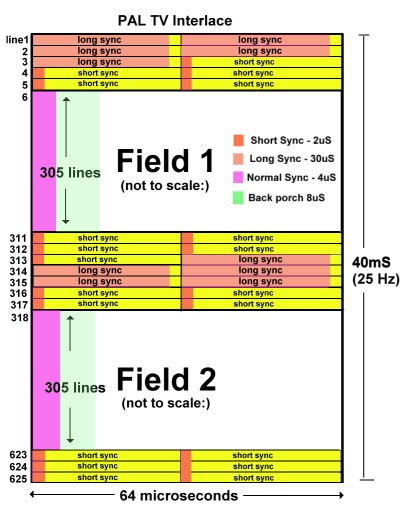 PAL TV Interlace
line1 long sync long sync
2 long sync long sync
3 long sync short sync
4 short sync short sync
5 short sync short sync
6
305 lines
Field 1
(not to scale:)
Short Sync - 2uS
Long Sync - 30uS
Normal Sync - 4uS
Back porch 8uS
311 short sync short sync
312 short sync short sync
313 short sync long sync
314 long sync long sync
315 long sync long sync
316 short sync short sync
317 short sync short sync
318
40mS
(25 Hz)
305 lines
Field 2
(not to scale:)
623 short sync short sync
624 short sync short sync
625 short sync short sync
64 microseconds